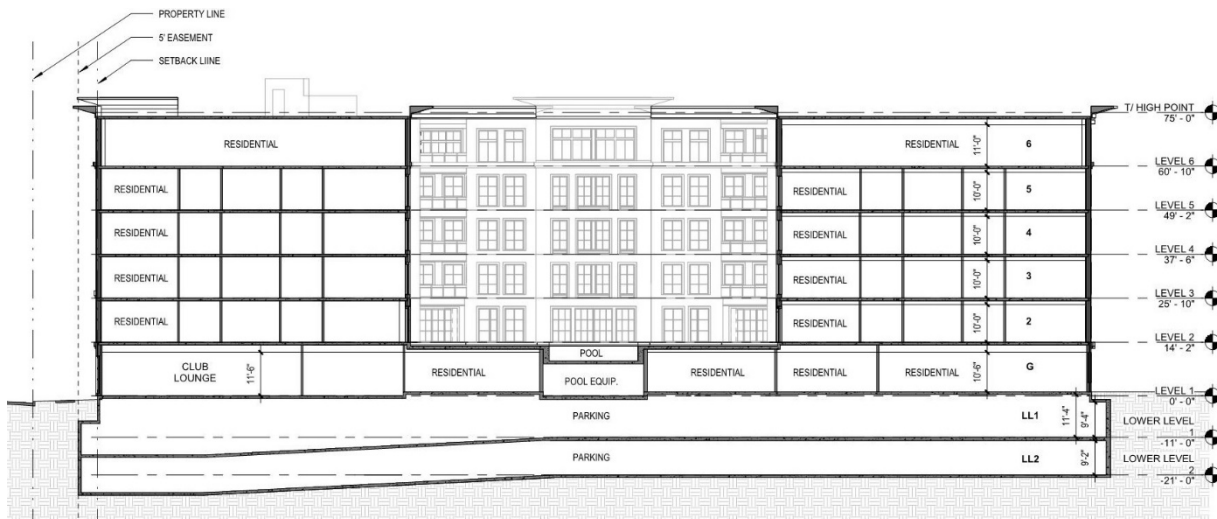 PROPERTY LINE
5' EASEMENT
SETBACK LIINE
T/ HIGH POINT
75' - 0"
RESIDENTIAL
RESIDENTIAL
11'-0"
6
LEVEL 6
60' - 10"
RESIDENTIAL
RESIDENTIAL
10'-0"
5
LEVEL 5
49' - 2"
RESIDENTIAL
RESIDENTIAL
10'-0"
4
LEVEL 4
37' - 6"
RESIDENTIAL
RESIDENTIAL
10'-0"
3
LEVEL 3
25' - 10"
RESIDENTIAL
RESIDENTIAL
10'-0"
2
LEVEL 2
14' - 2"
POOL
CLUB
LOUNGE
11'-6"
RESIDENTIAL
POOL EQUIP.
RESIDENTIAL
RESIDENTIAL
RESIDENTIAL
10'-6"
G
LEVEL 1
0' - 0"
PARKING
LL1
11'-4"
9'-4"
LOWER LEVEL
1
-11' - 0"
PARKING
LL2
9'-2"
LOWER LEVEL
2
-21' - 0"